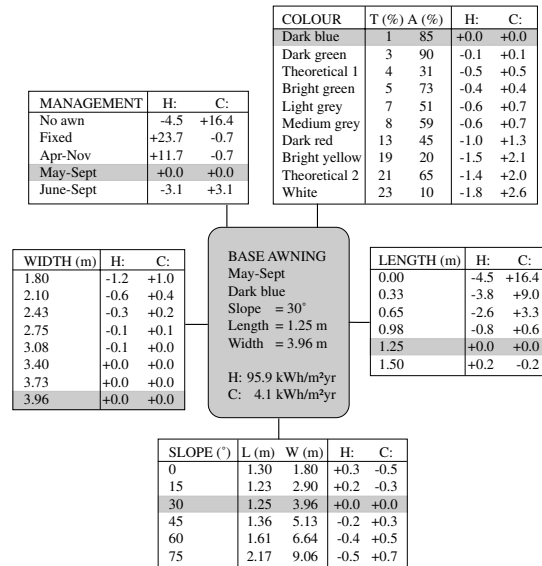 COLOUR T (%) A (%) H: C:
Dark blue 1 85 +0.0 +0.0
Dark green 3 90 -0.1 +0.1
Theoretical 1 4 31 -0.5 +0.5
Bright green 5 73 -0.4 +0.4
Light grey 7 51 -0.6 +0.7
Medium grey 8 59 -0.6 +0.7
Dark red 13 45 -1.0 +1.3
Bright yellow 19 20 -1.5 +2.1
Theoretical 2 21 65 -1.4 +2.0
White 23 10 -1.8 +2.6
MANAGEMENT H: C:
No awn -4.5 +16.4
Fixed +23.7 -0.7
Apr-Nov +11.7 -0.7
May-Sept +0.0 +0.0
June-Sept -3.1 +3.1
WIDTH (m) H: C:
1.80 -1.2 +1.0
2.10 -0.6 +0.4
2.43 -0.3 +0.2
2.75 -0.1 +0.1
3.08 -0.1 +0.0
3.40 +0.0 +0.0
3.73 +0.0 +0.0
3.96 +0.0 +0.0
BASE AWNING
May-Sept
Dark blue
Slope = 30°
Length = 1.25 m
Width = 3.96 m
H: 95.9 kWh/m²yr
C: 4.1 kWh/m²yr
LENGTH (m) H: C:
0.00 -4.5 +16.4
0.33 -3.8 +9.0
0.65 -2.6 +3.3
0.98 -0.8 +0.6
1.25 +0.0 +0.0
1.50 +0.2 -0.2
SLOPE (°) L (m) W (m) H: C:
0 1.30 1.80 +0.3 -0.5
15 1.23 2.90 +0.2 -0.3
30 1.25 3.96 +0.0 +0.0
45 1.36 5.13 -0.2 +0.3
60 1.61 6.64 -0.4 +0.5
75 2.17 9.06 -0.5 +0.7